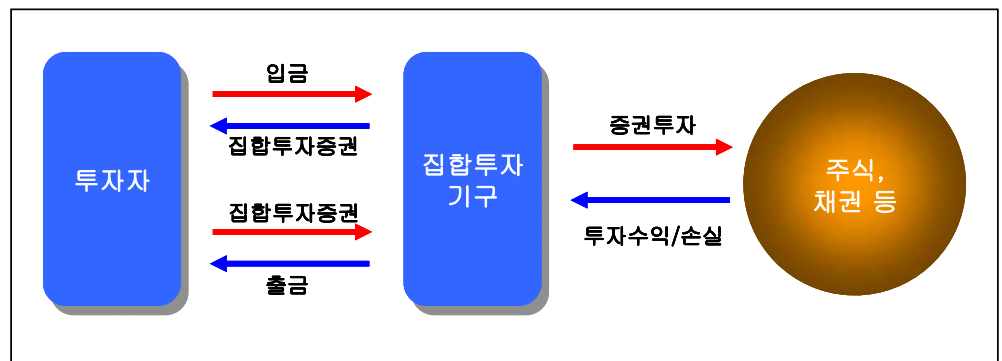 입금
집합투자증권
투자자
집합투자증권
출금
집합투자
기구
증권투자
투자수익/손실
주식,
채권 등